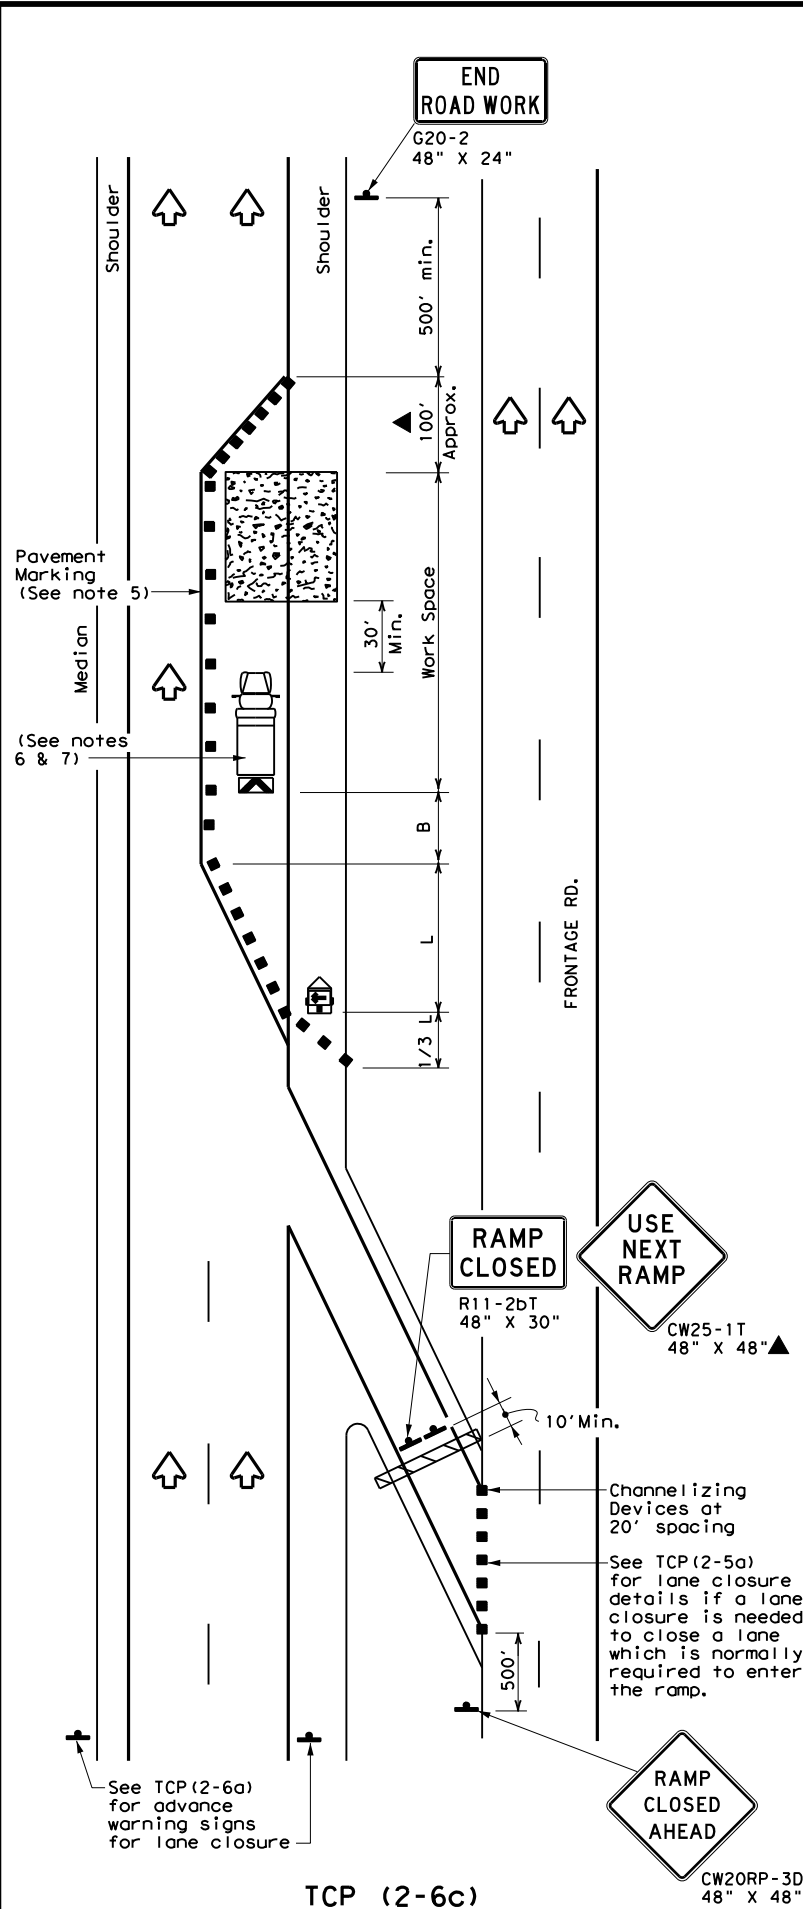 END
ROAD WORK
G20-2
48" X 24"
Shoulder
Shoulder
500' min.
100'
Approx.
Pavement
Marking
(See note 5)
30'
Min.
Work Space
Median
(See notes
6 & 7)
B
L
FRONTAGE RD.
1/3 L
RAMP
CLOSED
R11-2bT
48" X 30"
USE
NEXT
RAMP
CW25-1T
48" X 48"
10'Min.
Channelizing
Devices at
20' spacing
See TCP(2-5a)
for lane closure
details if a lane
closure is needed
to close a lane
which is normally
required to enter
the ramp.
500'
See TCP(2-6a)
for advance
warning signs
for lane closure
RAMP
CLOSED
AHEAD
CW20RP-3D
48" X 48"
TCP (2-6c)